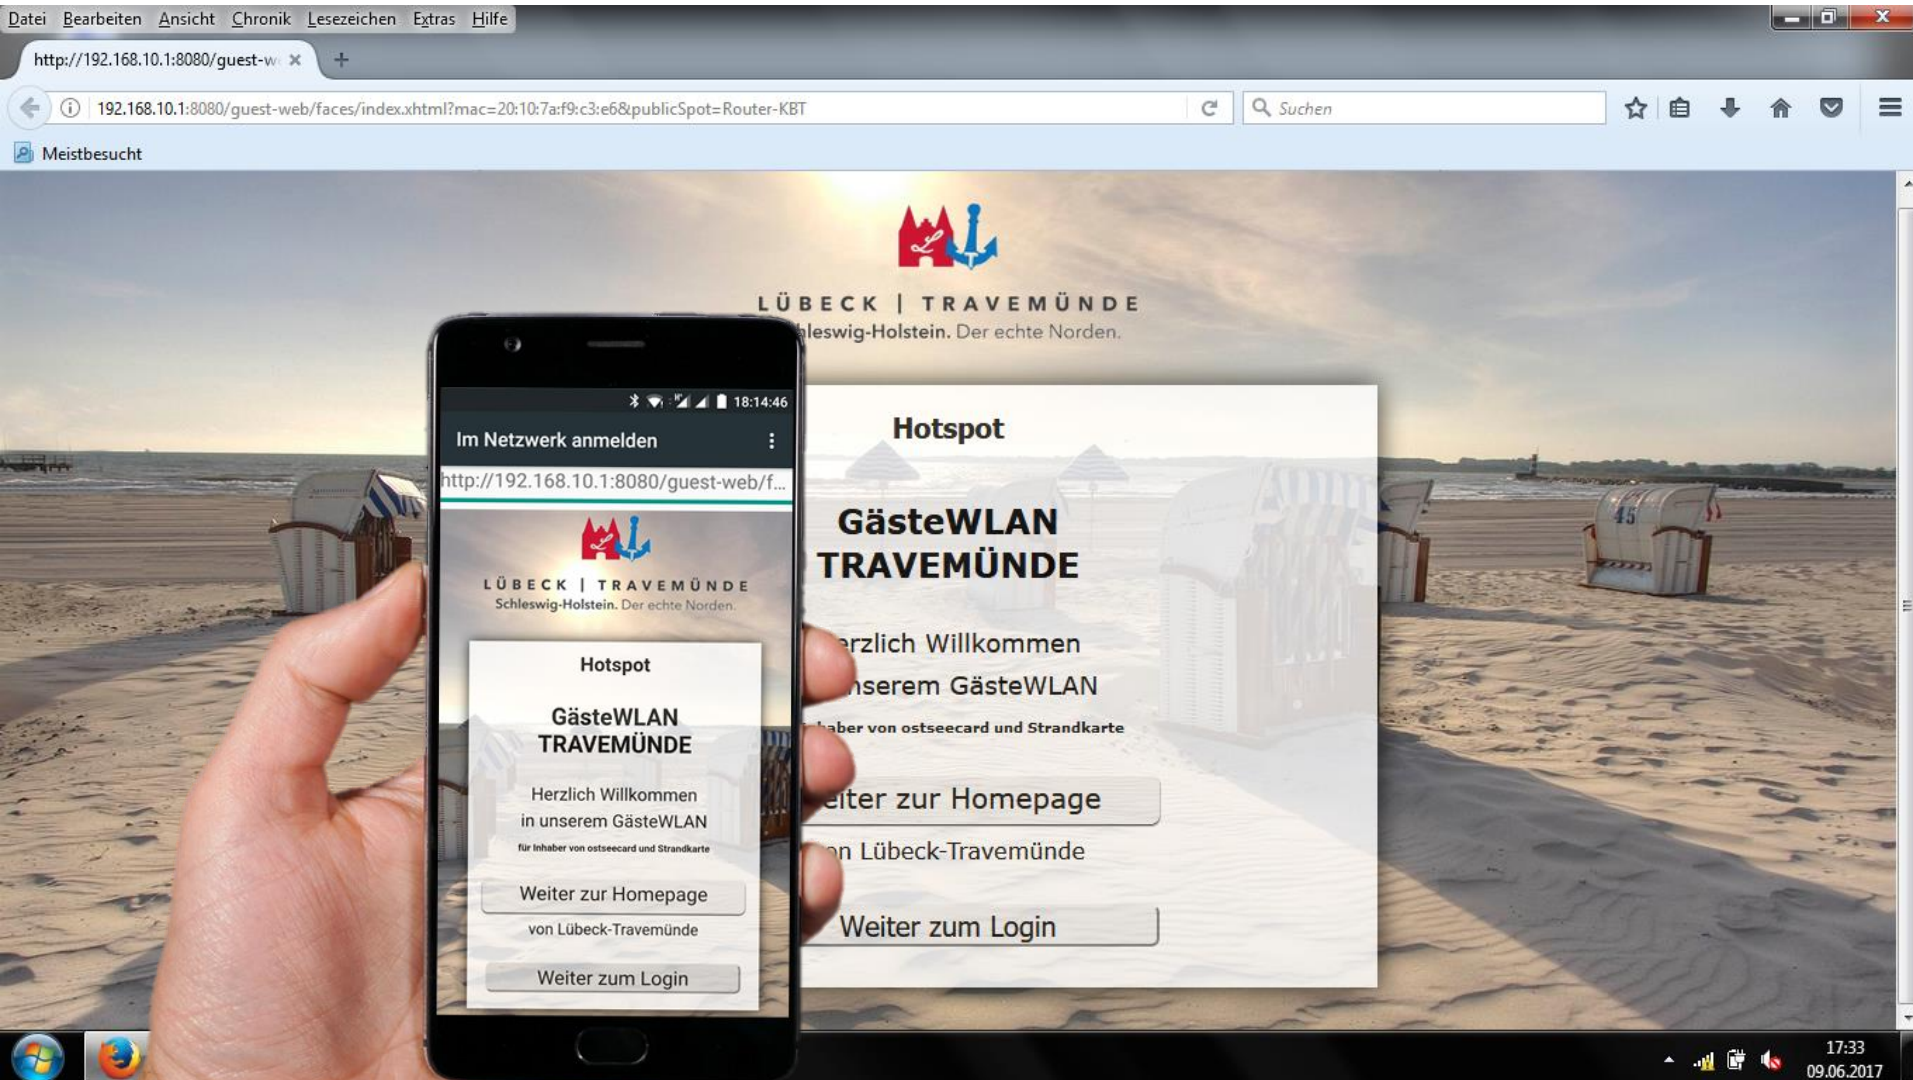 Datei Bearbeiten Ansicht Chronik Lesezeichen Extras Hilfe
http://192.168.10.1:8080/guest-w
192.168.10.1:8080/guest-web/faces/index.xhtml?mac=20:10:7a:f9:c3:e6&publicSpot=Router-KBT
Suchen
Meistbesucht
LÜBECK | TRAVEMÜNDE
hleswig-Holstein. Der echte Norden.
Hotspot
GästeWLAN
TRAVEMÜNDE
erzlich Willkommen
nserem GästeWLAN
haber von ostseecard und Strandkarte
eiter zur Homepage
on Lübeck-Travemünde
Weiter zum Login
45
18:14:46
Im Netzwerk anmelden
http://192.168.10.1:8080/guest-web/f...
LÜBECK | TRAVEMÜNDE
Schleswig-Holstein. Der echte Norden.
Hotspot
GästeWLAN
TRAVEMÜNDE
Herzlich Willkommen
in unserem GästeWLAN
für Inhaber von ostseecard und Strandkarte
Weiter zur Homepage
von Lübeck-Travemünde
Weiter zum Login
17:33
09.06.2017